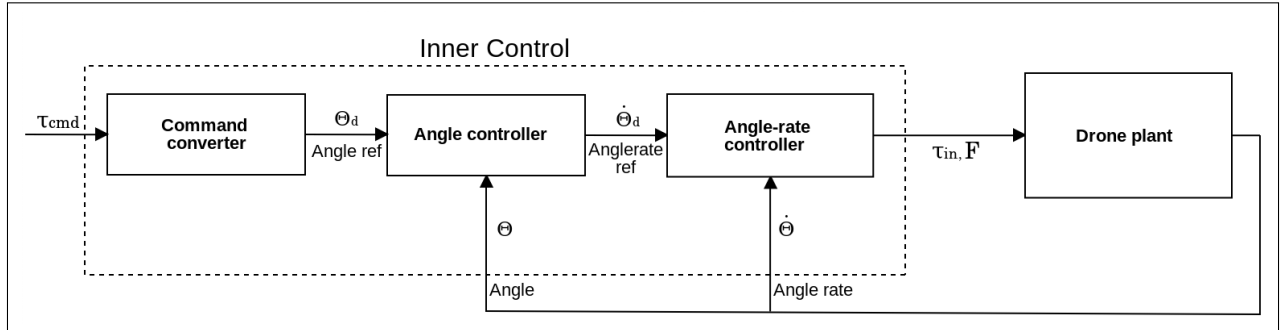 Inner Control
τcmd
Command
converter
Θd
Angle ref
Angle controller
Θ̇d
Anglerate
ref
Angle-rate
controller
τin, F
Drone plant
Θ
Angle
Θ̇
Angle rate